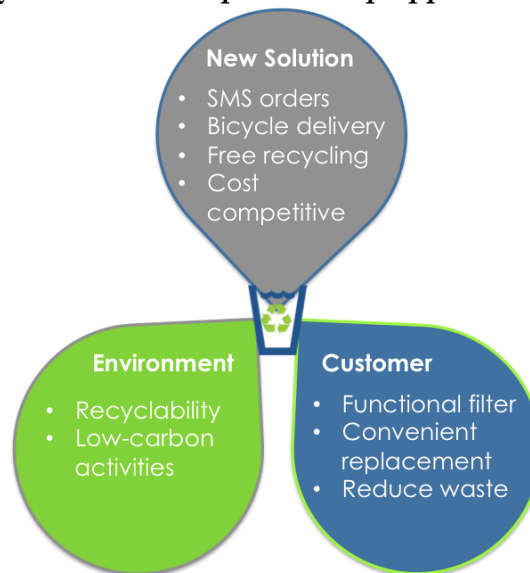 New Solution
• SMS orders
• Bicycle delivery
• Free recycling
• Cost
competitive
Environment
• Recyclability
• Low-carbon
activities
Customer
• Functional filter
• Convenient
replacement
• Reduce waste